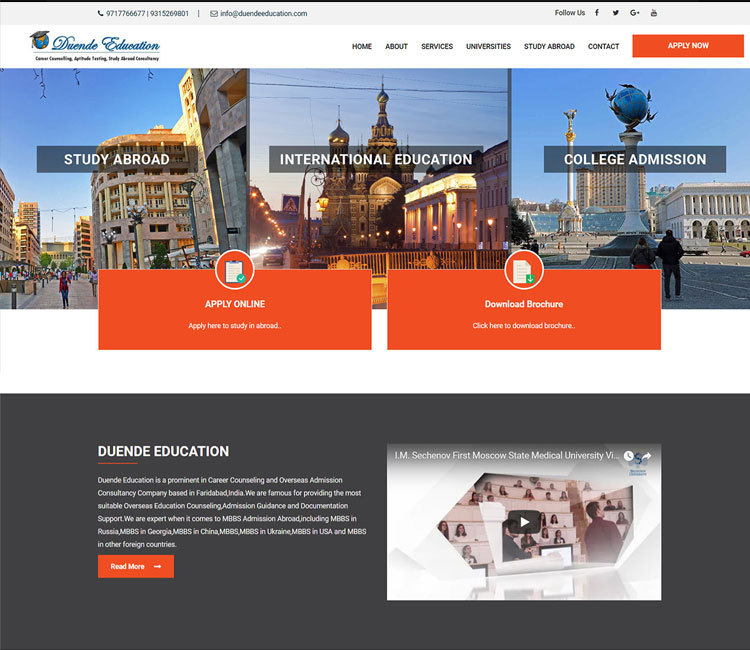 9717766677 | 9315269801 | info@duendeeducation.com
Follow Us
Duende Education
Career Counselling, Aptitude Testing, Study Abroad Consultancy
HOME ABOUT SERVICES UNIVERSITIES STUDY ABROAD CONTACT APPLY NOW
STUDY ABROAD
INTERNATIONAL EDUCATION
COLLEGE ADMISSION
APPLY ONLINE
Apply here to study in abroad..
Download Brochure
Click here to download brochure..
DUENDE EDUCATION
Duende Education is a prominent in Career Counseling and Overseas Admission
Consultancy Company based in Faridabad,India.We are famous for providing the most
suitable Overseas Education Counseling,Admission Guidance and Documentation
Support.We are expert when it comes to MBBS Admission Abroad,including MBBS in
Russia,MBBS in Georgia,MBBS in China,MBBS,MBBS in Ukraine,MBBS in USA and MBBS
in other foreign countries.
Read More
I.M. Sechenov First Moscow State Medical University Vi...